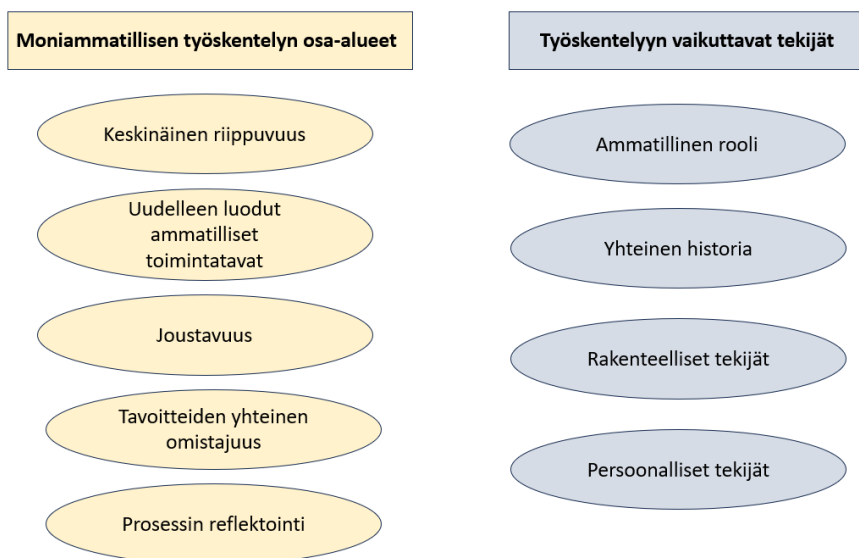 Moniammatillisen työskentelyn osa-alueet
Keskinäinen riippuvuus
Uudelleen luodut
ammatilliset
toimintatavat
Joustavuus
Tavoitteiden yhteinen
omistajuus
Prosessin reflektointi
Työskentelyyn vaikuttavat tekijät
Ammatillinen rooli
Yhteinen historia
Rakenteelliset tekijät
Persoonalliset tekijät